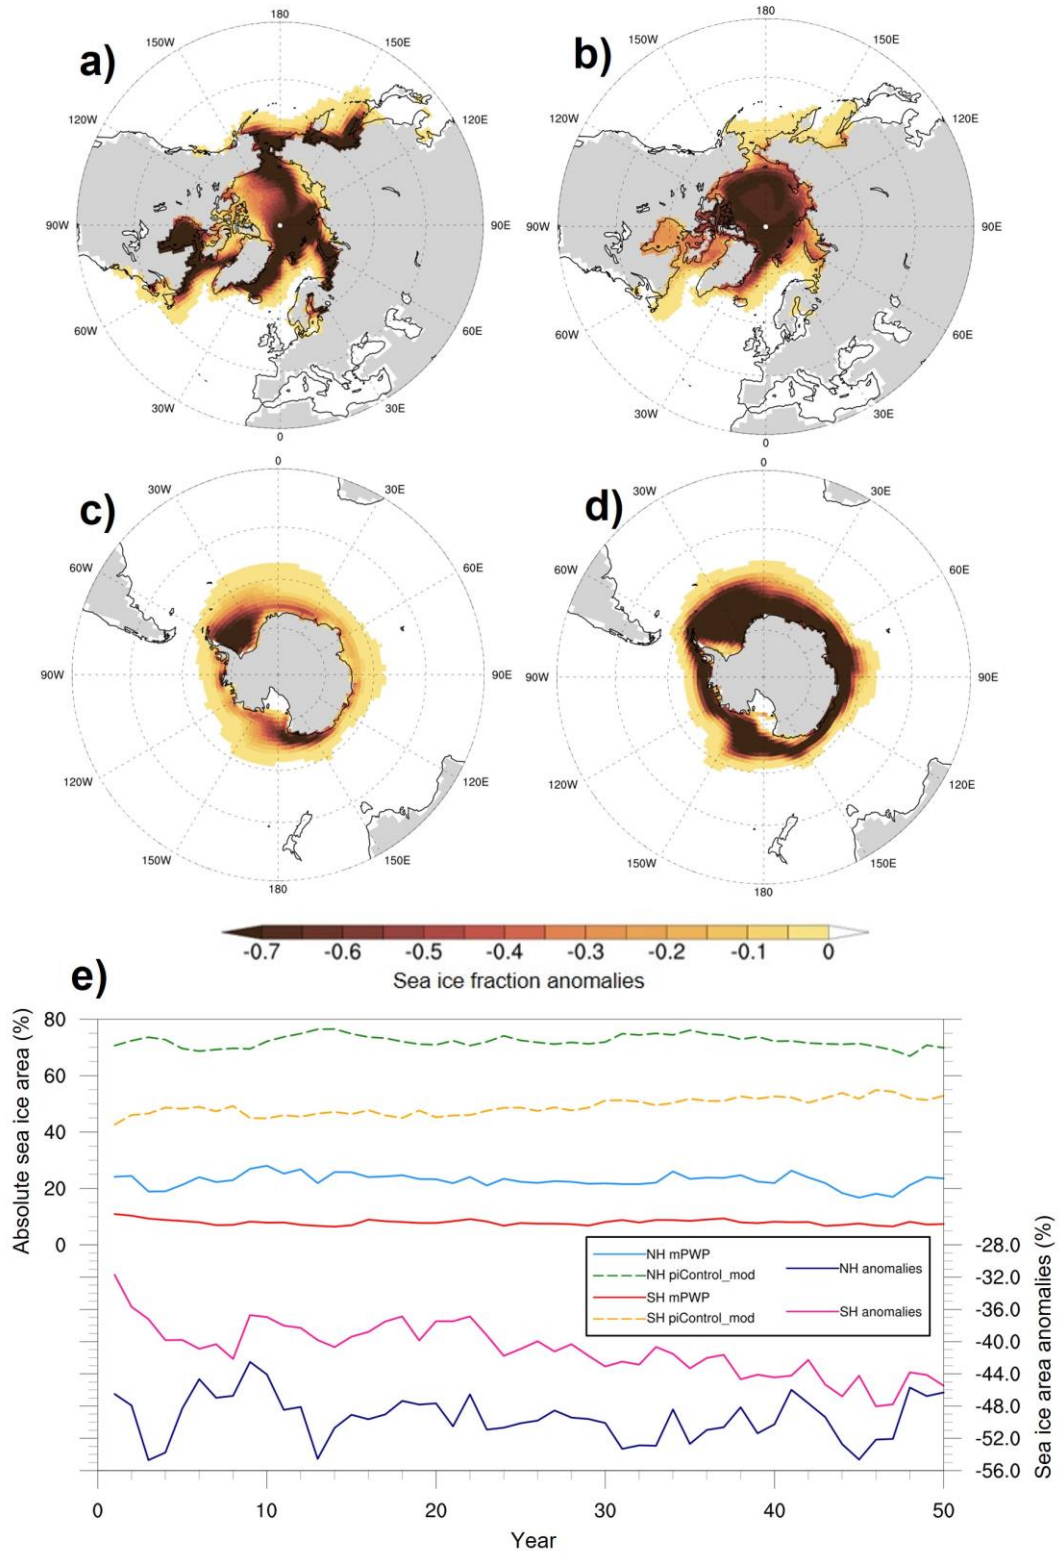 a)
180
150W
150E
120W
120E
90W
90E
60W
60E
30W
30E
0
b)
180
150W
150E
120W
120E
90W
90E
60W
60E
30W
30E
0
c)
0
30W
30E
60W
60E
90W
90E
120W
120E
150W
150E
180
d)
0
30W
30E
60W
60E
90W
90E
120W
120E
150W
150E
180
-0.7 -0.6 -0.5 -0.4 -0.3 -0.2 -0.1 0
Sea ice fraction anomalies
e)
Absolute sea ice area (%)
80
60
40
20
0
NH mPWP
NH piControl_mod
SH mPWP
SH piControl_mod
NH anomalies
SH anomalies
-28.0
-32.0
-36.0
-40.0
-44.0
-48.0
-52.0
-56.0
Sea ice area anomalies (%)
0 10 20 30 40 50
Year